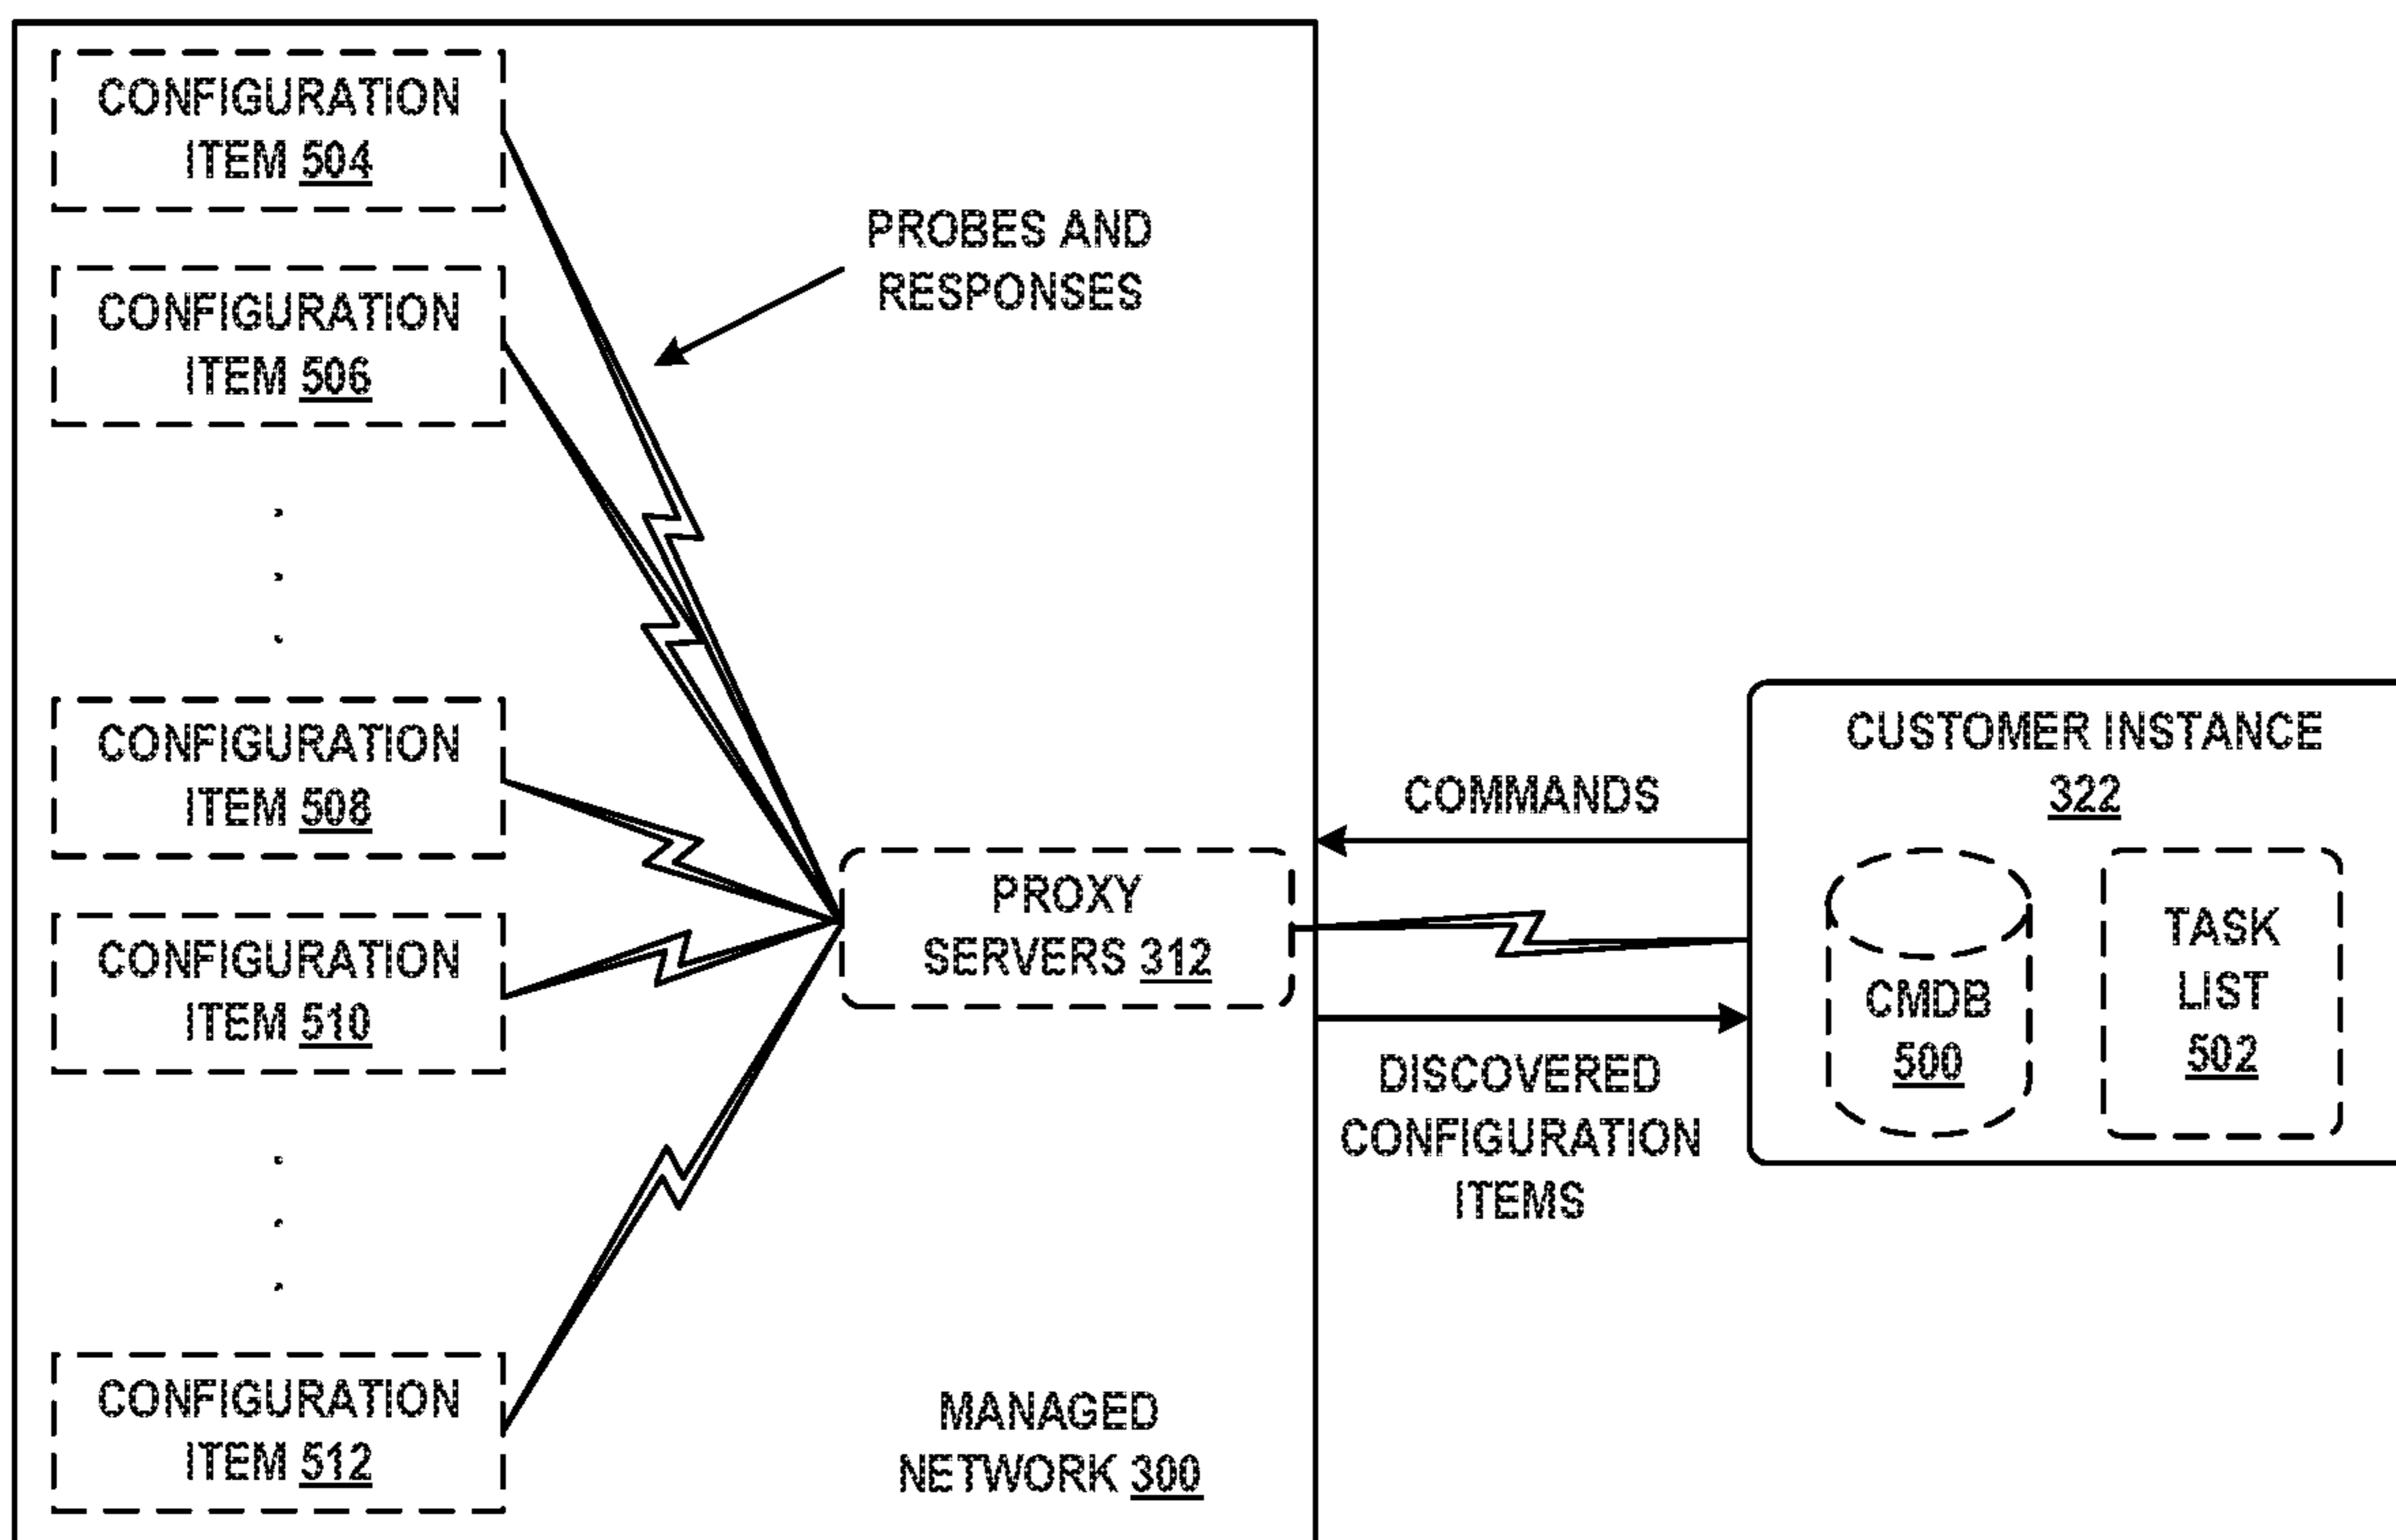 CONFIGURATION
ITEM 504
PROBES AND
RESPONSES
CONFIGURATION
ITEM 506
CONFIGURATION
ITEM 508
CONFIGURATION
ITEM 510
CONFIGURATION
ITEM 512
PROXY
SERVERS 312
MANAGED
NETWORK 300
COMMANDS
DISCOVERED
CONFIGURATION
ITEMS
CUSTOMER INSTANCE
322
CMDB
500
TASK
LIST
502